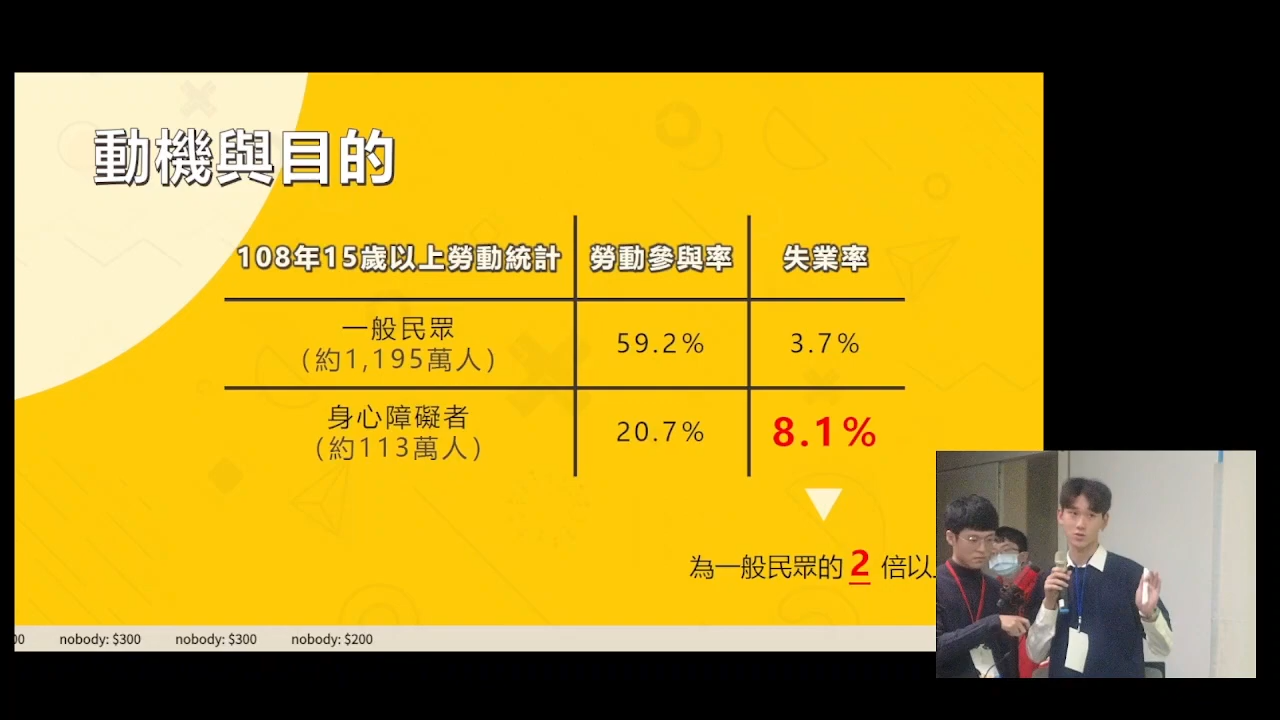 動機與目的
108年15歲以上勞動統計 勞動參與率 失業率
一般民眾
(約1,195萬人) 59.2% 3.7%
身心障礙者
(約113萬人) 20.7% 8.1%
為一般民眾的 2 倍以
00 nobody: $300 nobody: $300 nobody: $200